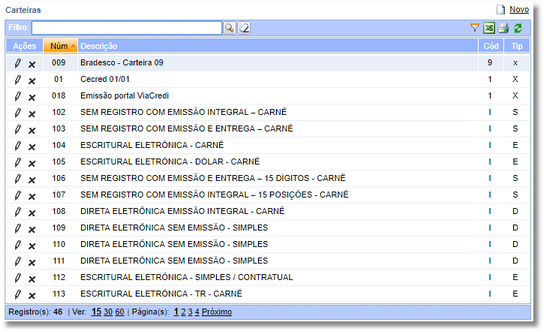 Carteiras Novo
Filtro:
Ações Núm Descrição Cód Tip
009 Bradesco - Carteira 09 9 x
01 Cecred 01/01 1 X
018 Emissão portal ViaCredi 1 X
102 SEM REGISTRO COM EMISSÃO INTEGRAL – CARNÊ I S
103 SEM REGISTRO COM EMISSÃO E ENTREGA – CARNÊ I S
104 ESCRITURAL ELETRÔNICA - CARNÊ I E
105 ESCRITURAL ELETRÔNICA - DOLAR - CARNÊ I E
106 SEM REGISTRO COM EMISSÃO E ENTREGA – 15 DÍGITOS - CARNÊ I S
107 SEM REGISTRO COM EMISSÃO INTEGRAL – 15 POSIÇÕES - CARNÊ I S
108 DIRETA ELETRÔNICA EMISSÃO INTEGRAL - CARNÊ I D
109 DIRETA ELETRÔNICA SEM EMISSÃO - SIMPLES I D
110 DIRETA ELETRÔNICA SEM EMISSÃO - SIMPLES I D
111 DIRETA ELETRÔNICA SEM EMISSÃO - SIMPLES I D
112 ESCRITURAL ELETRÔNICA - SIMPLES / CONTRATUAL I E
113 ESCRITURAL ELETRÔNICA - TR - CARNÊ I E
Registro(s): 46 | Ver: 15 30 60 | Página(s): 1 2 3 4 Próximo